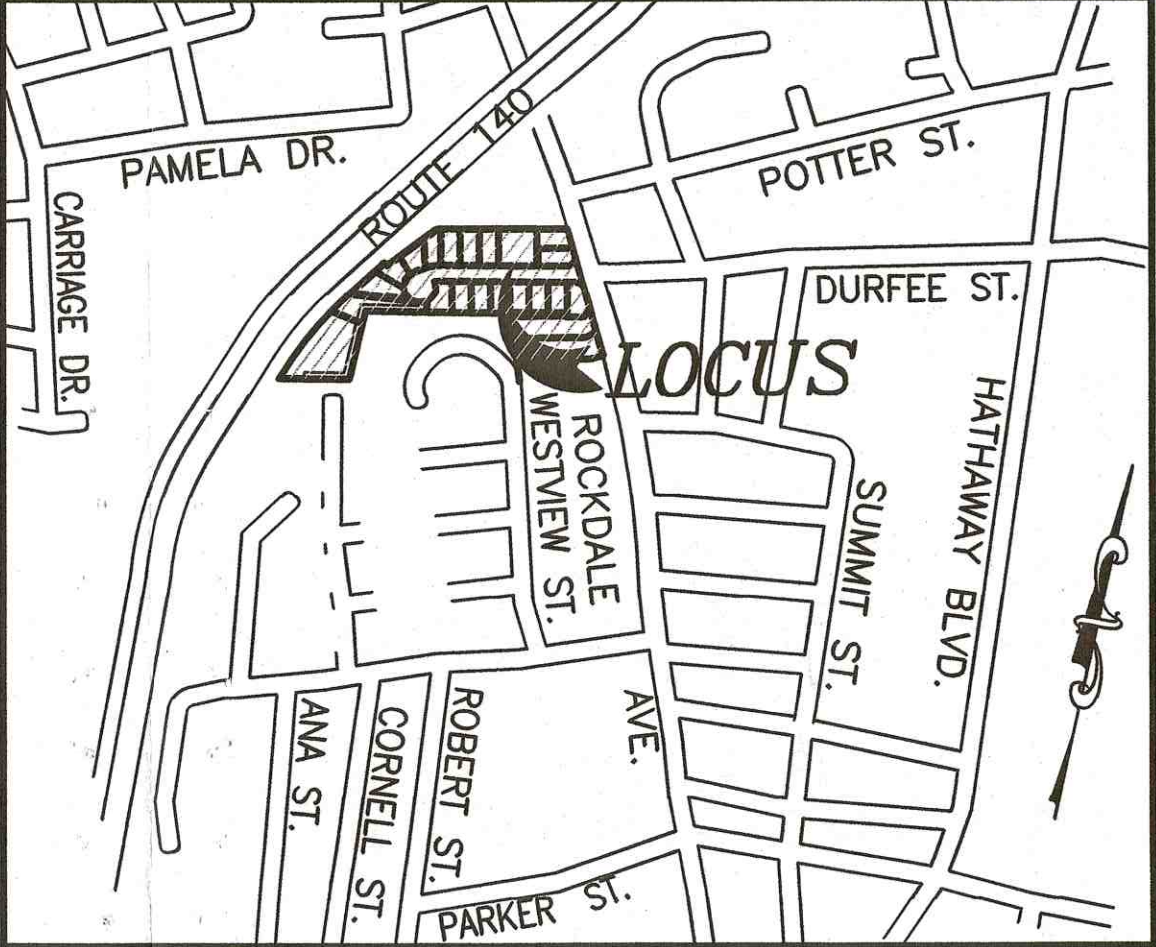 PAMELA DR.
ROUTE 140
POTTER ST.
CARRIAGE DR.
DURFEE ST.
LOCUS
HATHAWAY BLVD.
ROCKDALE
WESTVIEW ST.
SUMMIT ST.
AVE.
ANA ST.
CORNELL ST.
ROBERT ST.
PARKER ST.